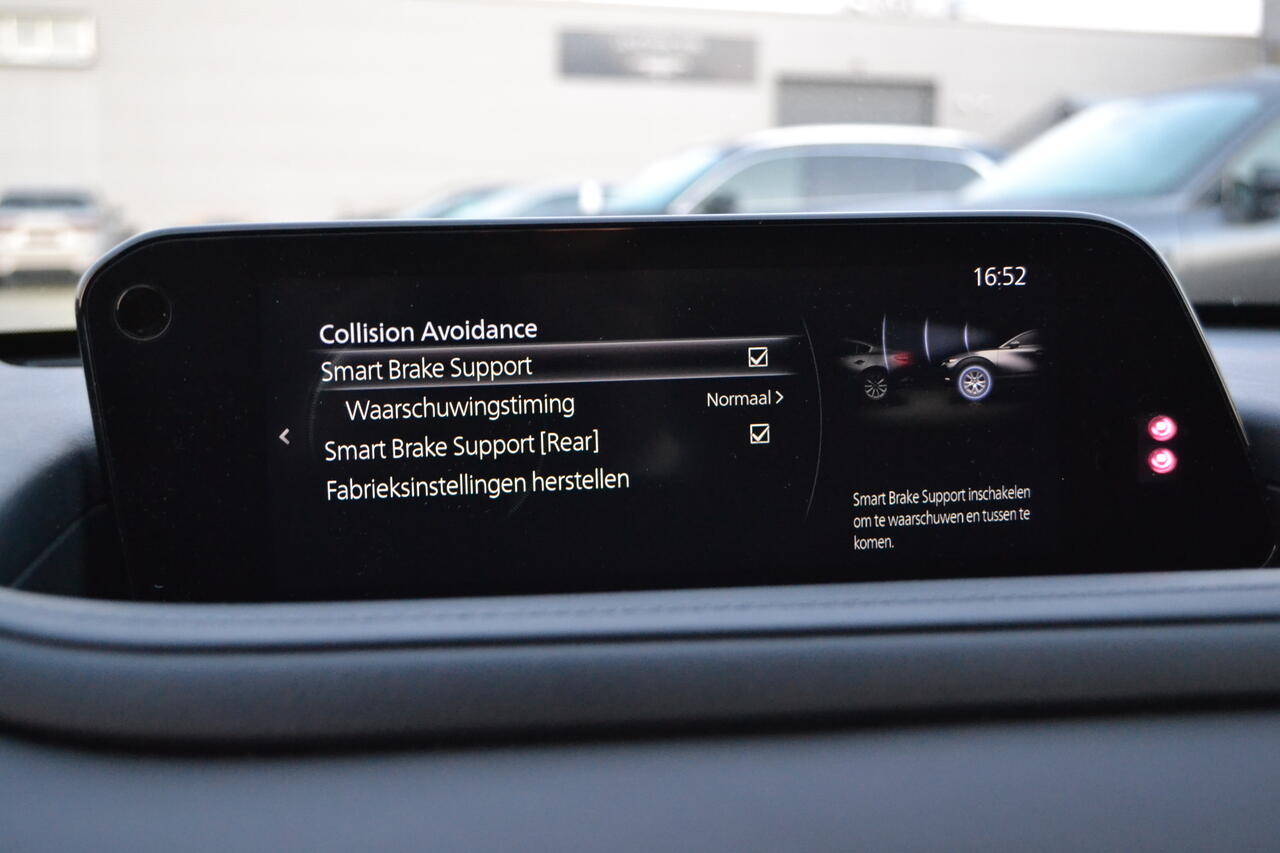 16:52
Collision Avoidance
Smart Brake Support
Waarschuwingstiming Normaal >
Smart Brake Support [Rear]
Fabrieksinstellingen herstellen
Smart Brake Support inschakelen
om te waarschuwen en tussen te
komen.